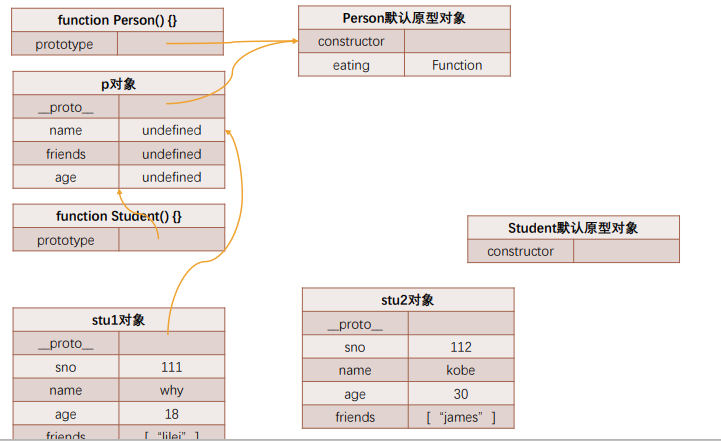 function Person() {}
prototype
Person默认原型对象
constructor
eating Function
p对象
__proto__
name undefined
friends undefined
age undefined
function Student() {}
prototype
Student默认原型对象
constructor
stu1对象
__proto__
sno 111
name why
age 18
friends [ “lilei” ]
stu2对象
__proto__
sno 112
name kobe
age 30
friends [ “james” ]